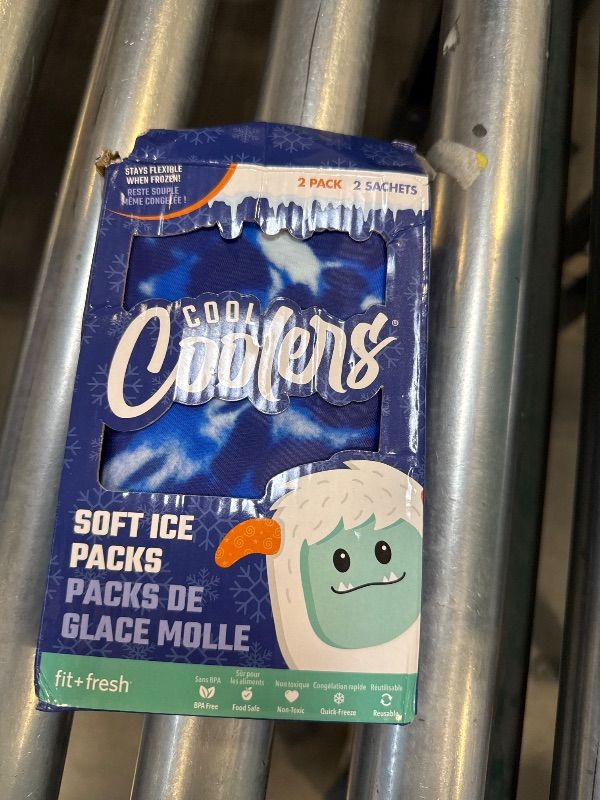 STAYS FLEXIBLE
WHEN FROZEN!
RESTE SOUPLE
MÊME CONGELÉE !
2 PACK 2 SACHETS
COOL
Coolers®
SOFT ICE
PACKS
PACKS DE
GLACE MOLLE
fit+fresh
Sans BPA
BPA Free
Sûr pour
les aliments
Food Safe
Non toxique
Non-Toxic
Congélation rapide
Quick-Freeze
Réutilisable
Reusable